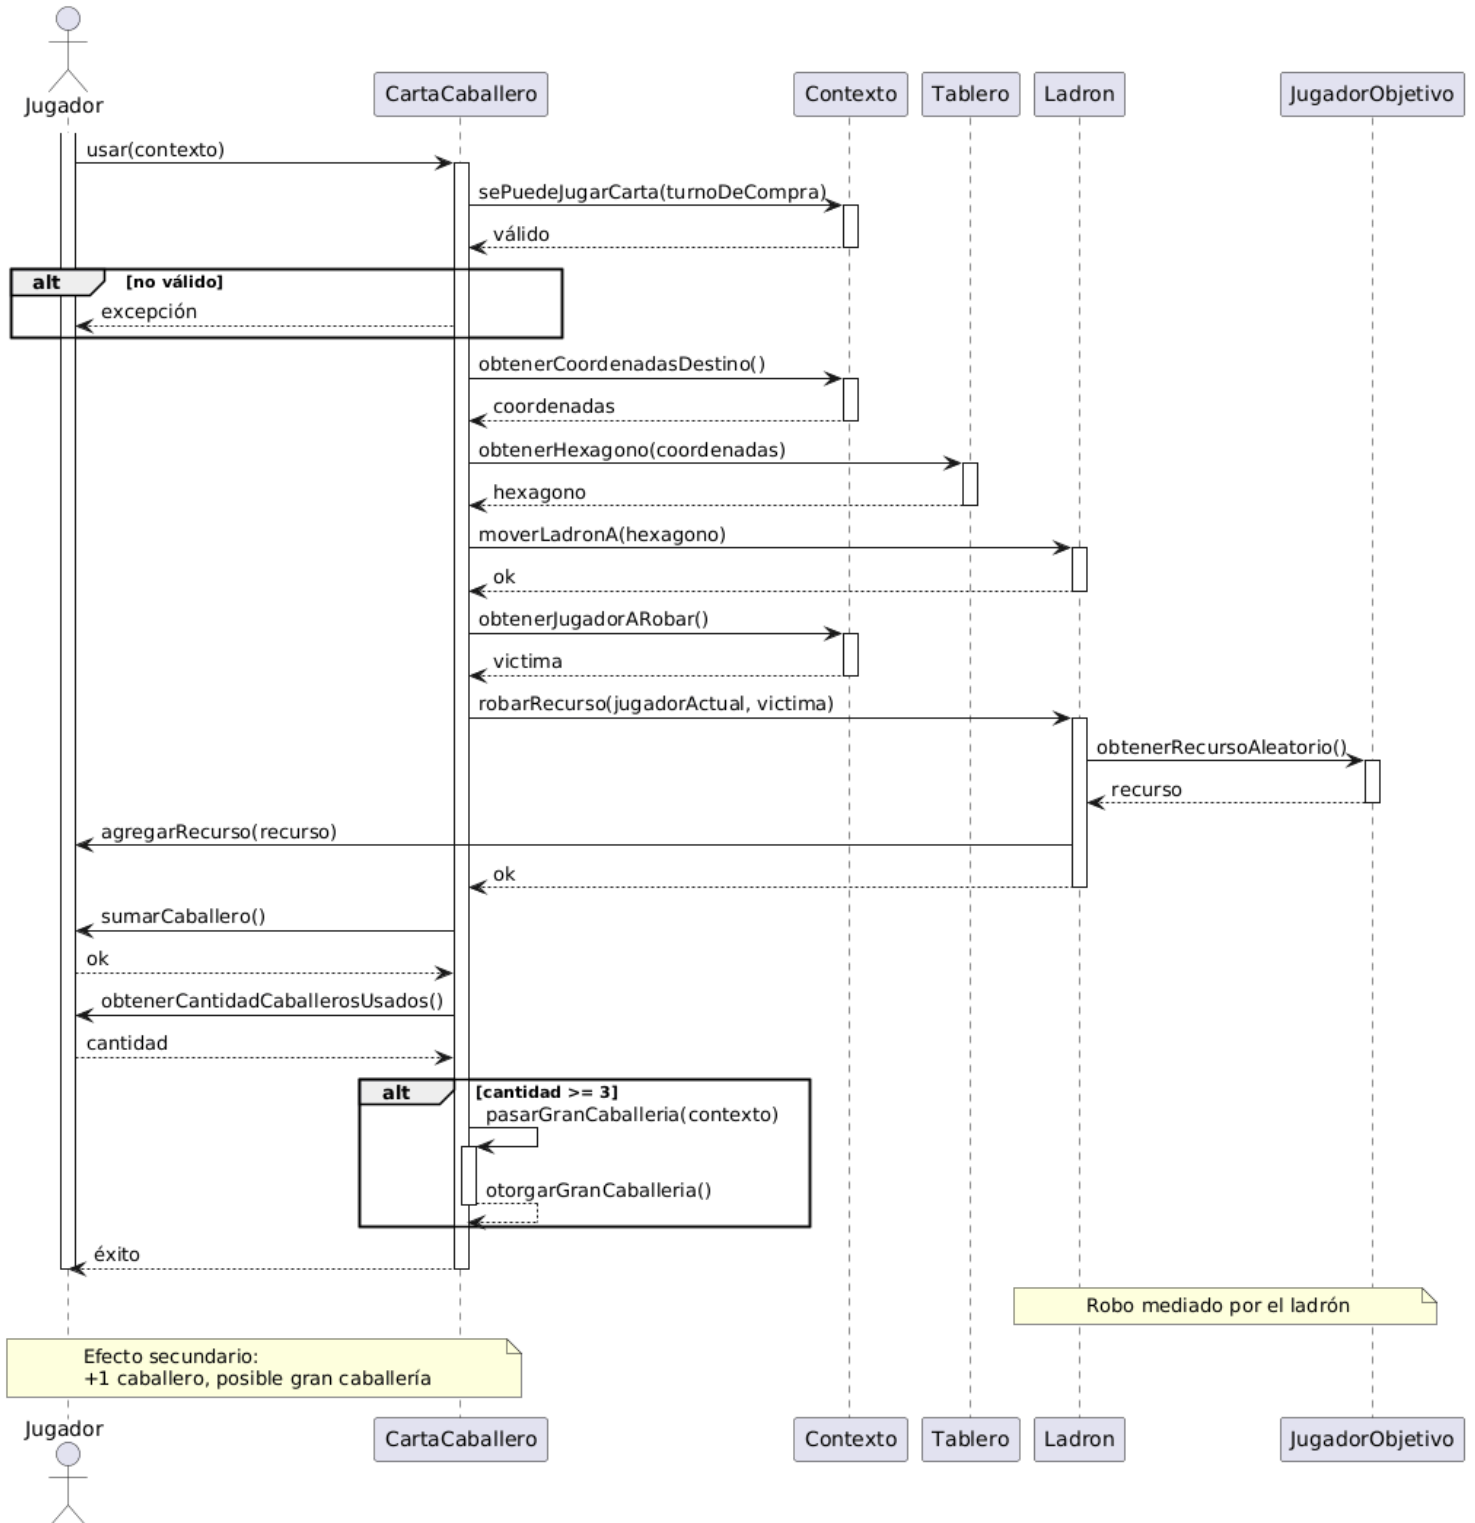 Jugador
CartaCaballero
Contexto
Tablero
Ladron
JugadorObjetivo
usar(contexto)
sePuedeJugarCarta(turnoDeCompra)
válido
alt
[no válido]
excepción
obtenerCoordenadasDestino()
coordenadas
obtenerHexagono(coordenadas)
hexagono
moverLadronA(hexagono)
ok
obtenerJugadorARobar()
victima
robarRecurso(jugadorActual, victima)
obtenerRecursoAleatorio()
recurso
agregarRecurso(recurso)
ok
sumarCaballero()
ok
obtenerCantidadCaballerosUsados()
cantidad
alt
[cantidad >= 3]
pasarGranCaballeria(contexto)
otorgarGranCaballeria()
éxito
Robo mediado por el ladrón
Efecto secundario:
+1 caballero, posible gran caballería
Jugador
CartaCaballero
Contexto
Tablero
Ladron
JugadorObjetivo